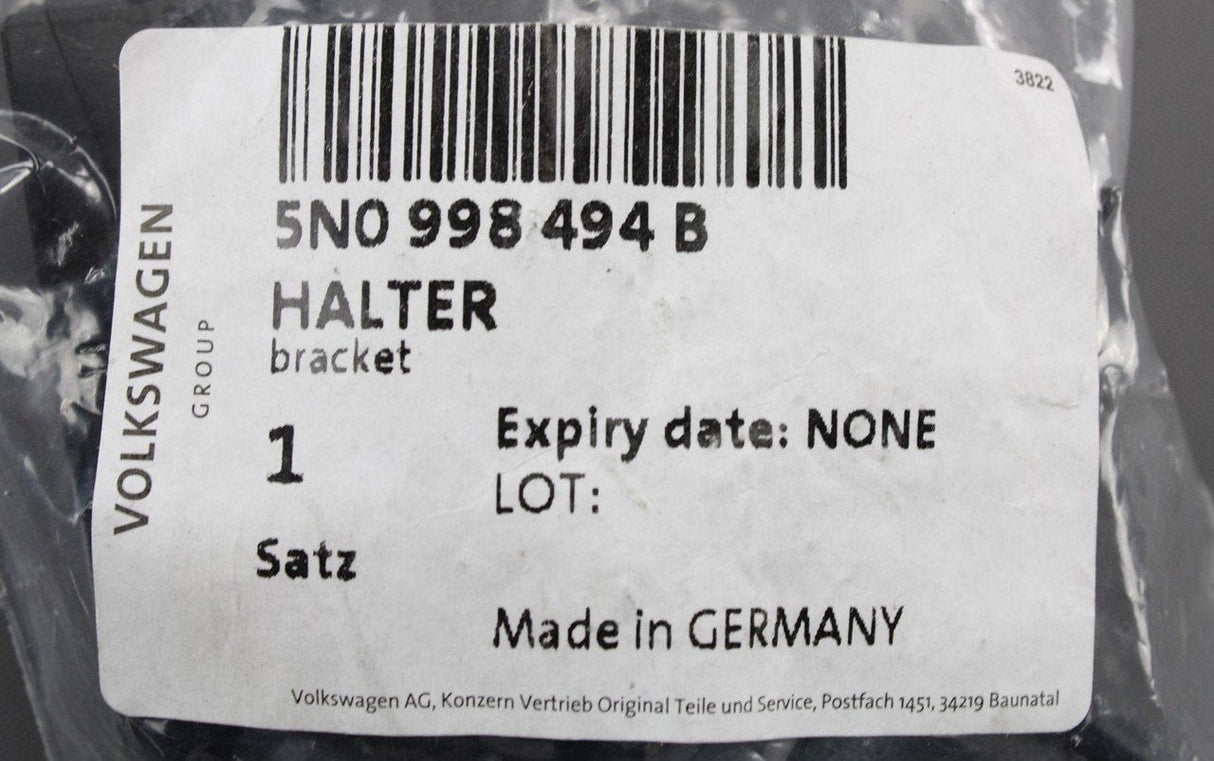 3822
5N0 998 494 B
HALTER
bracket
1
Expiry date: NONE
LOT:
Satz
Made in GERMANY
Volkswagen AG, Konzern Vertrieb Original Teile und Service, Postfach 1451, 34219 Baunatal
VOLKSWAGEN
GROUP